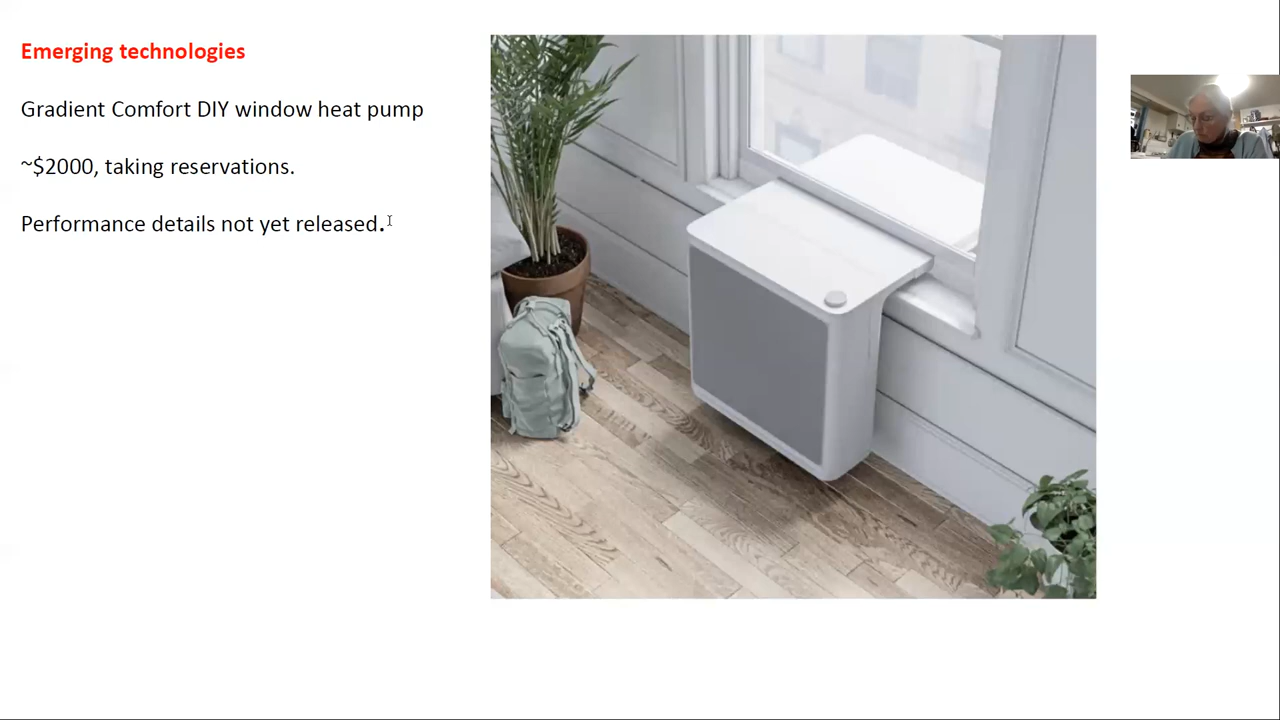 Emerging technologies
Gradient Comfort DIY window heat pump
~$2000, taking reservations.
Performance details not yet released.